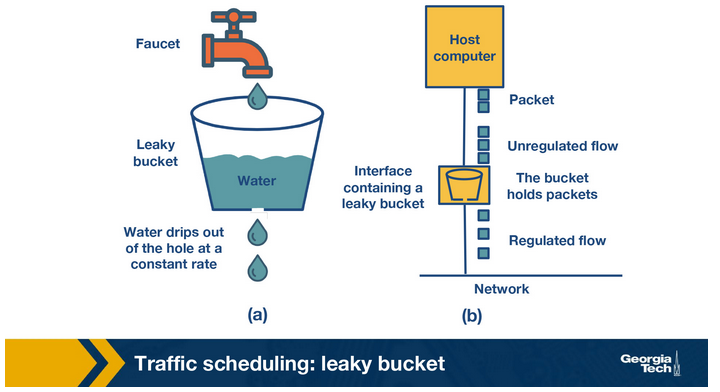 Faucet
Leaky
bucket
Water
Water drips out
of the hole at a
constant rate
(a)
Host
computer
Packet
Unregulated flow
Interface
containing a
leaky bucket
The bucket
holds packets
Regulated flow
Network
(b)
Traffic scheduling: leaky bucket
Georgia
Tech